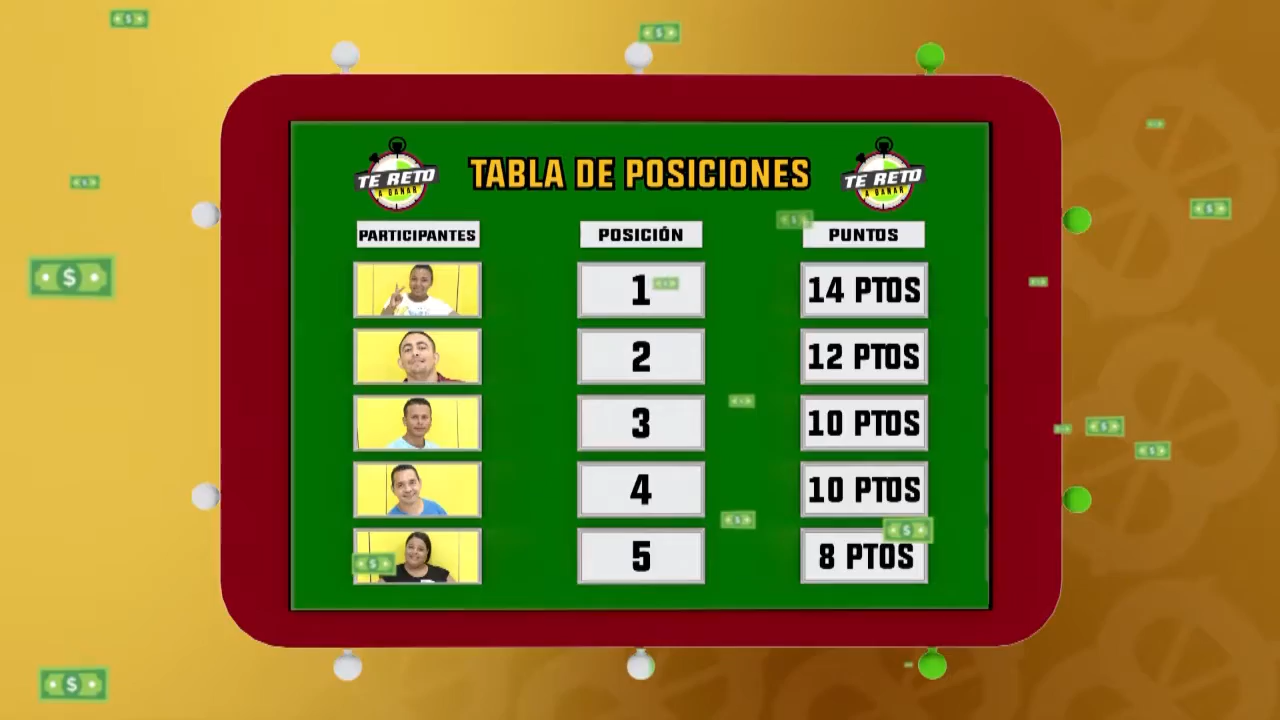 TE RETO
A GANAR
TABLA DE POSICIONES
TE RETO
A GANAR
PARTICIPANTES
POSICIÓN
PUNTOS
1
14 PTOS
2
12 PTOS
3
10 PTOS
4
10 PTOS
5
8 PTOS